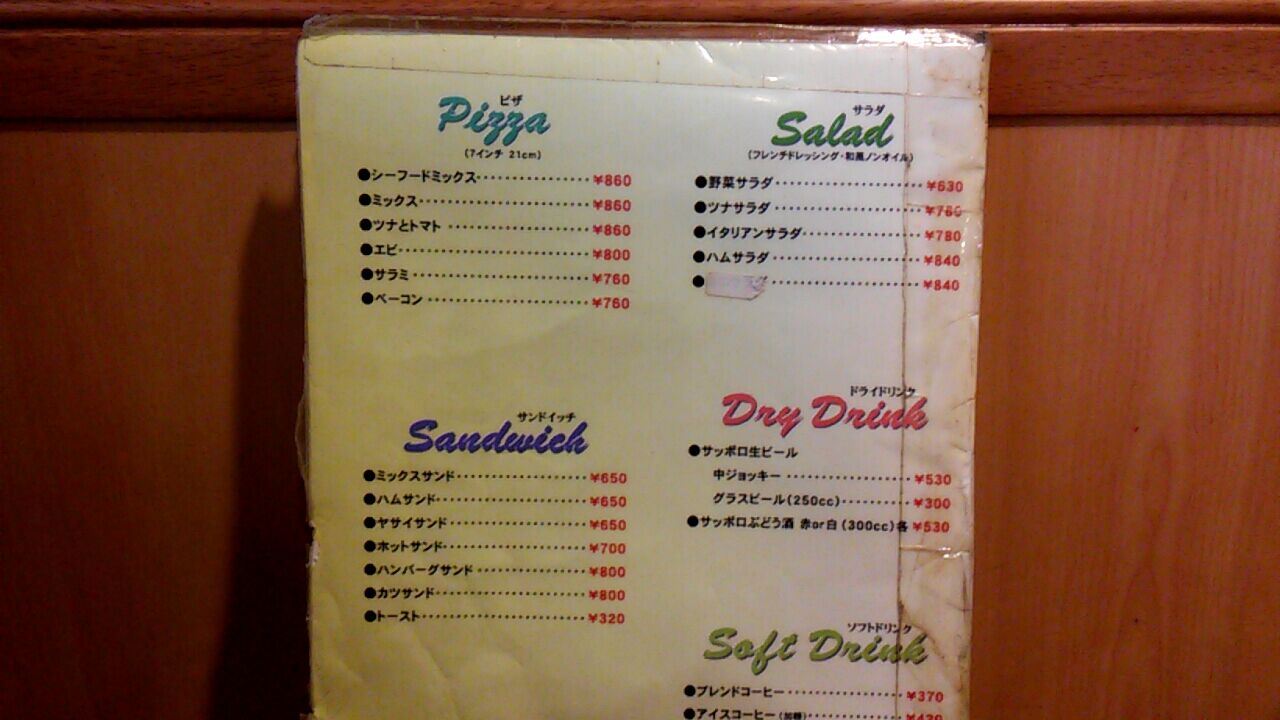 ピザ
Pizza
(7インチ 21cm)
●シーフードミックス ¥860
●ミックス ¥860
●ツナとトマト ¥860
●エビ ¥800
●サラミ ¥760
●ベーコン ¥760
サンドイッチ
Sandwich
●ミックスサンド ¥650
●ハムサンド ¥650
●ヤサイサンド ¥650
●ホットサンド ¥700
●ハンバーグサンド ¥800
●カツサンド ¥800
●トースト ¥320
サラダ
Salad
(フレンチドレッシング・和風ノンオイル)
●野菜サラダ ¥630
●ツナサラダ ¥780
●イタリアンサラダ ¥780
●ハムサラダ ¥840
● ¥840
ドライドリンク
Dry Drink
●サッポロ生ビール
中ジョッキー ¥530
グラスビール(250cc) ¥300
●サッポロぶどう酒 赤or白(300cc)各 ¥530
ソフトドリンク
Soft Drink
●ブレンドコーヒー ¥370
●アイスコーヒー(加糖)